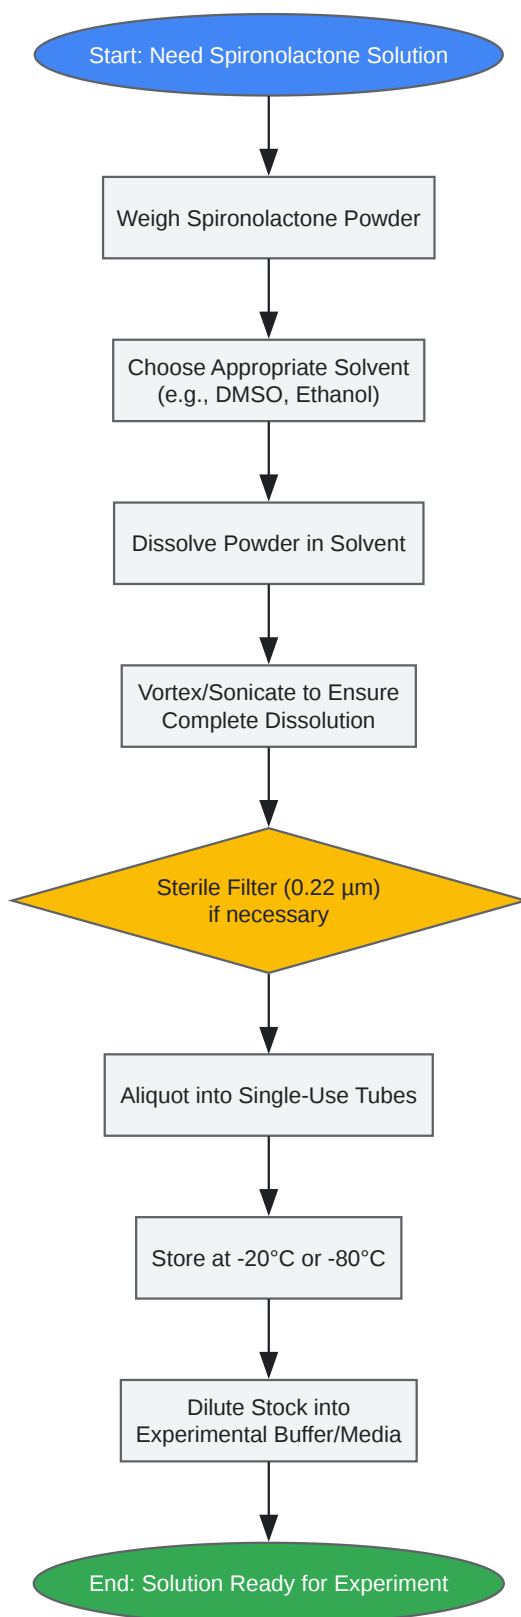 Start: Need Spironolactone Solution
Weigh Spironolactone Powder
Choose Appropriate Solvent
(e.g., DMSO, Ethanol)
Dissolve Powder in Solvent
Vortex/Sonicate to Ensure
Complete Dissolution
Sterile Filter (0.22 µm)
if necessary
Aliquot into Single-Use Tubes
Store at -20°C or -80°C
Dilute Stock into
Experimental Buffer/Media
End: Solution Ready for Experiment